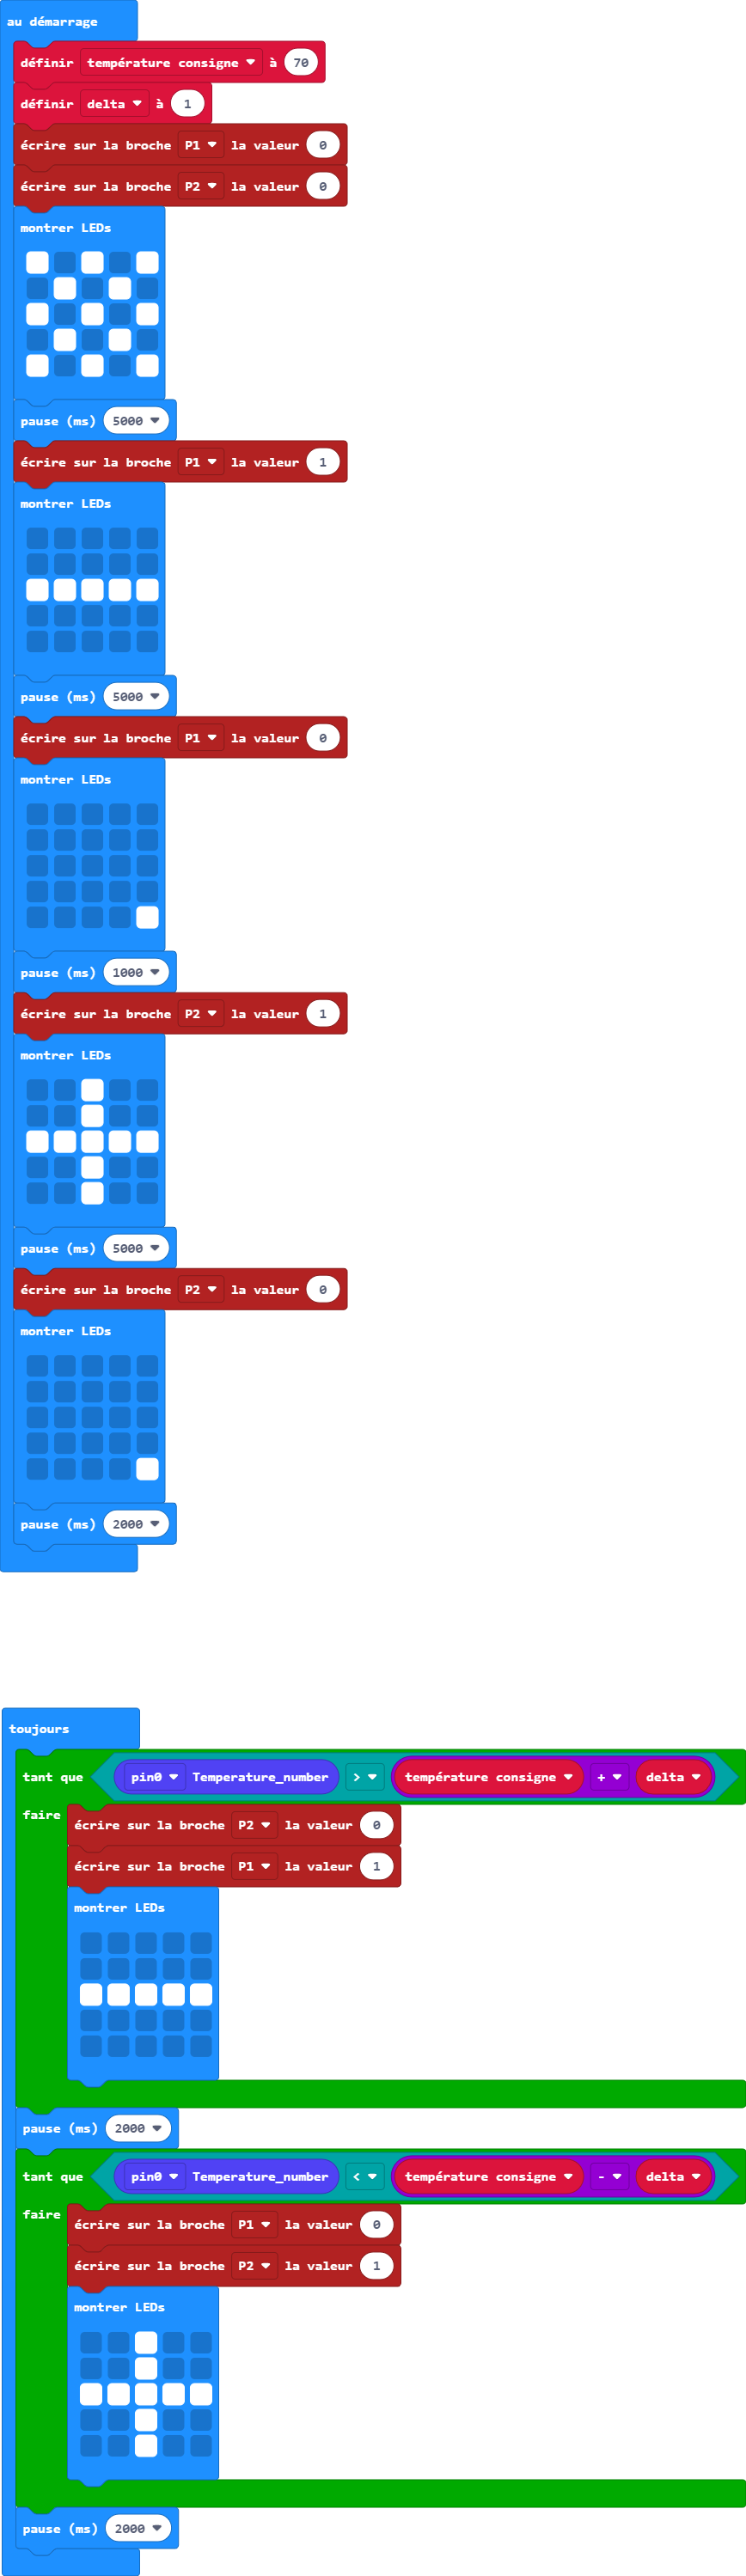 au démarrage
définir température consigne à 70
définir delta à 1
écrire sur la broche P1 la valeur 0
écrire sur la broche P2 la valeur 0
montrer LEDs
pause (ms) 5000
écrire sur la broche P1 la valeur 1
montrer LEDs
pause (ms) 5000
écrire sur la broche P1 la valeur 0
montrer LEDs
pause (ms) 1000
écrire sur la broche P2 la valeur 1
montrer LEDs
pause (ms) 5000
écrire sur la broche P2 la valeur 0
montrer LEDs
pause (ms) 2000
toujours
tant que pin0 Temperature_number > température consigne + delta
faire écrire sur la broche P2 la valeur 0
écrire sur la broche P1 la valeur 1
montrer LEDs
pause (ms) 2000
tant que pin0 Temperature_number < température consigne - delta
faire écrire sur la broche P1 la valeur 0
écrire sur la broche P2 la valeur 1
montrer LEDs
pause (ms) 2000